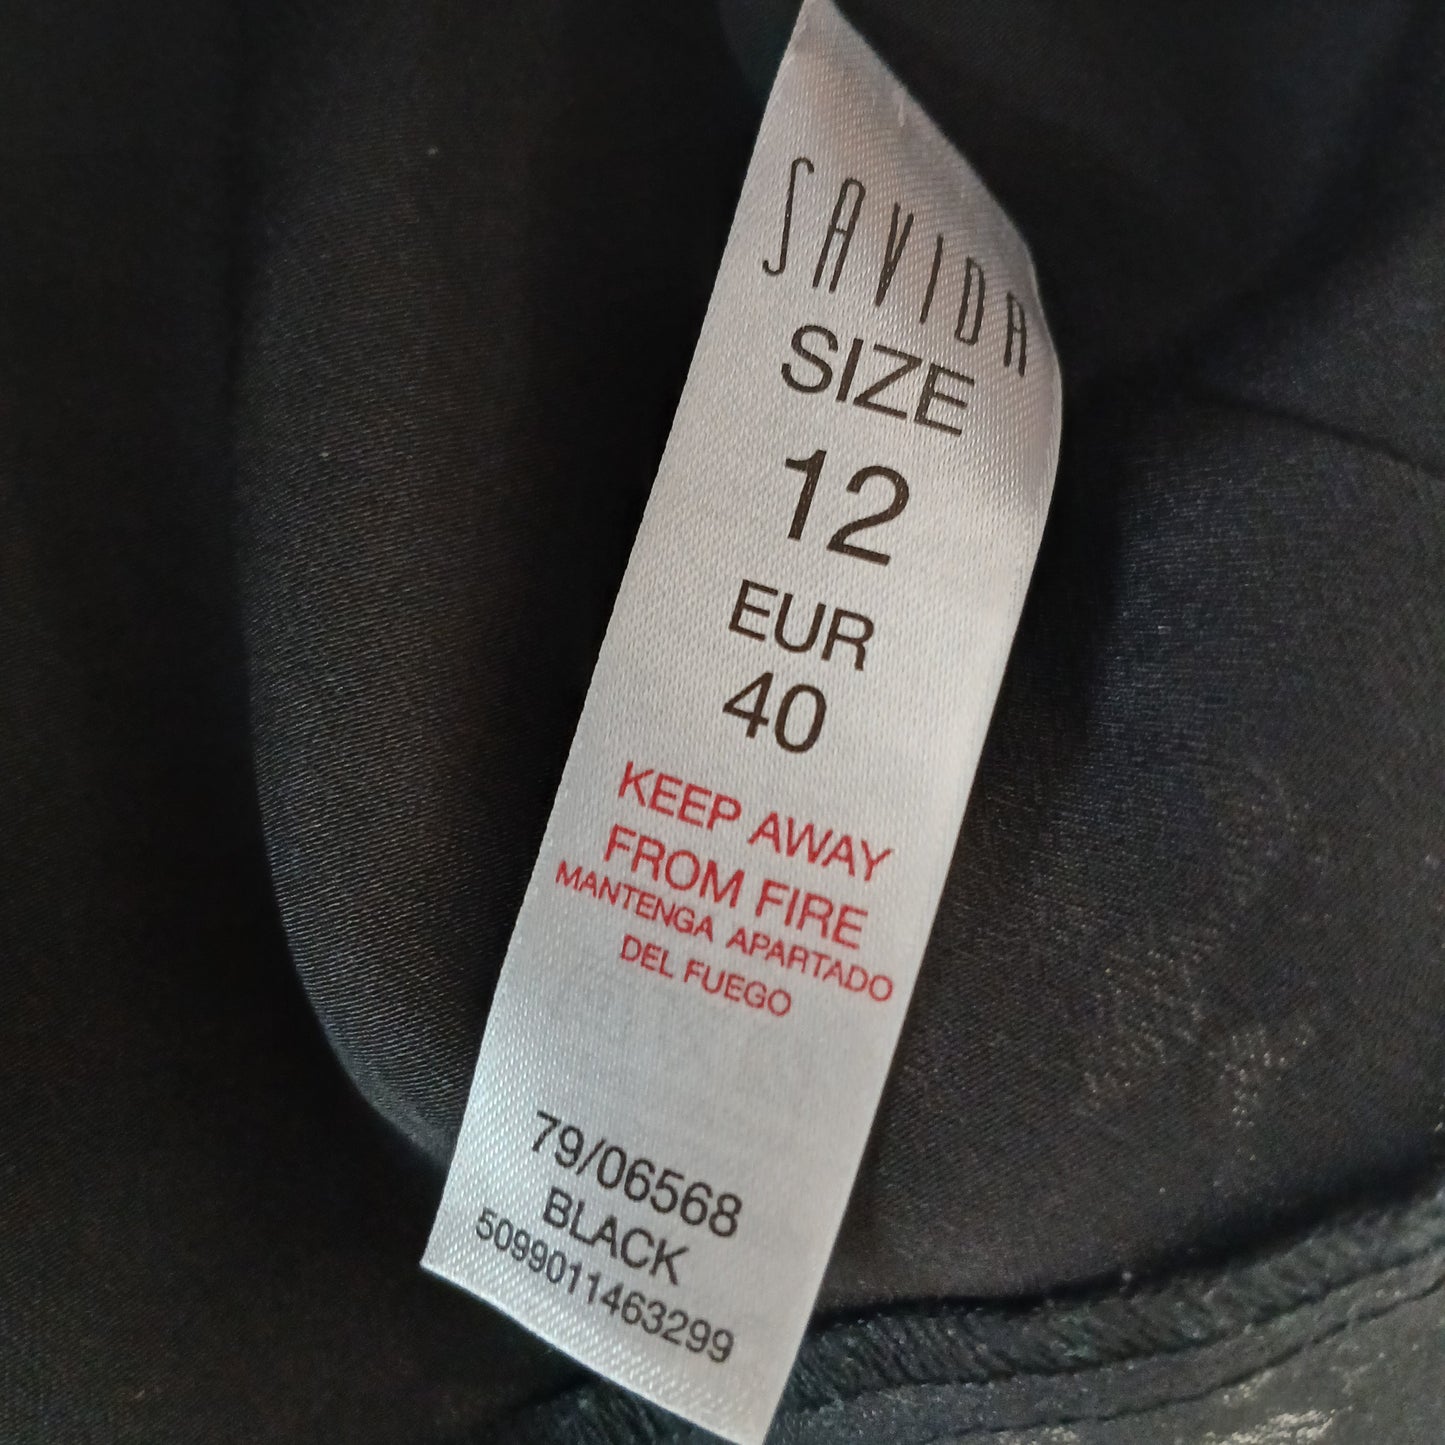 SAVIDA
SIZE
12
EUR
40
KEEP AWAY
FROM FIRE
MANTENGA APARTADO
DEL FUEGO
79/06568
BLACK
5099011463299